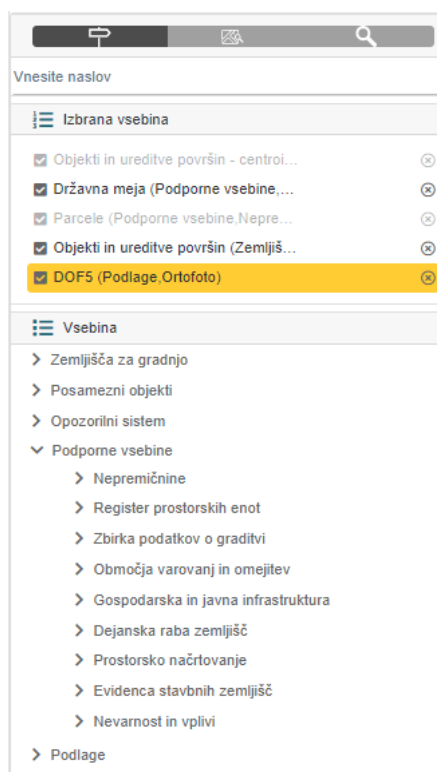 Vnesite naslov
Izbrana vsebina
Objekti in ureditve površin - centroi...
Državna meja (Podporne vsebine,...
Parcele (Podporne vsebine,Nepre...
Objekti in ureditve površin (Zemljiš...
DOF5 (Podlage,Ortofoto)
Vsebina
Zemljišča za gradnjo
Posamezni objekti
Opozorilni sistem
Podporne vsebine
Nepremičnine
Register prostorskih enot
Zbirka podatkov o graditvi
Območja varovanj in omejitev
Gospodarska in javna infrastruktura
Dejanska raba zemljišč
Prostorsko načrtovanje
Evidenca stavbnih zemljišč
Nevarnost in vplivi
Podlage